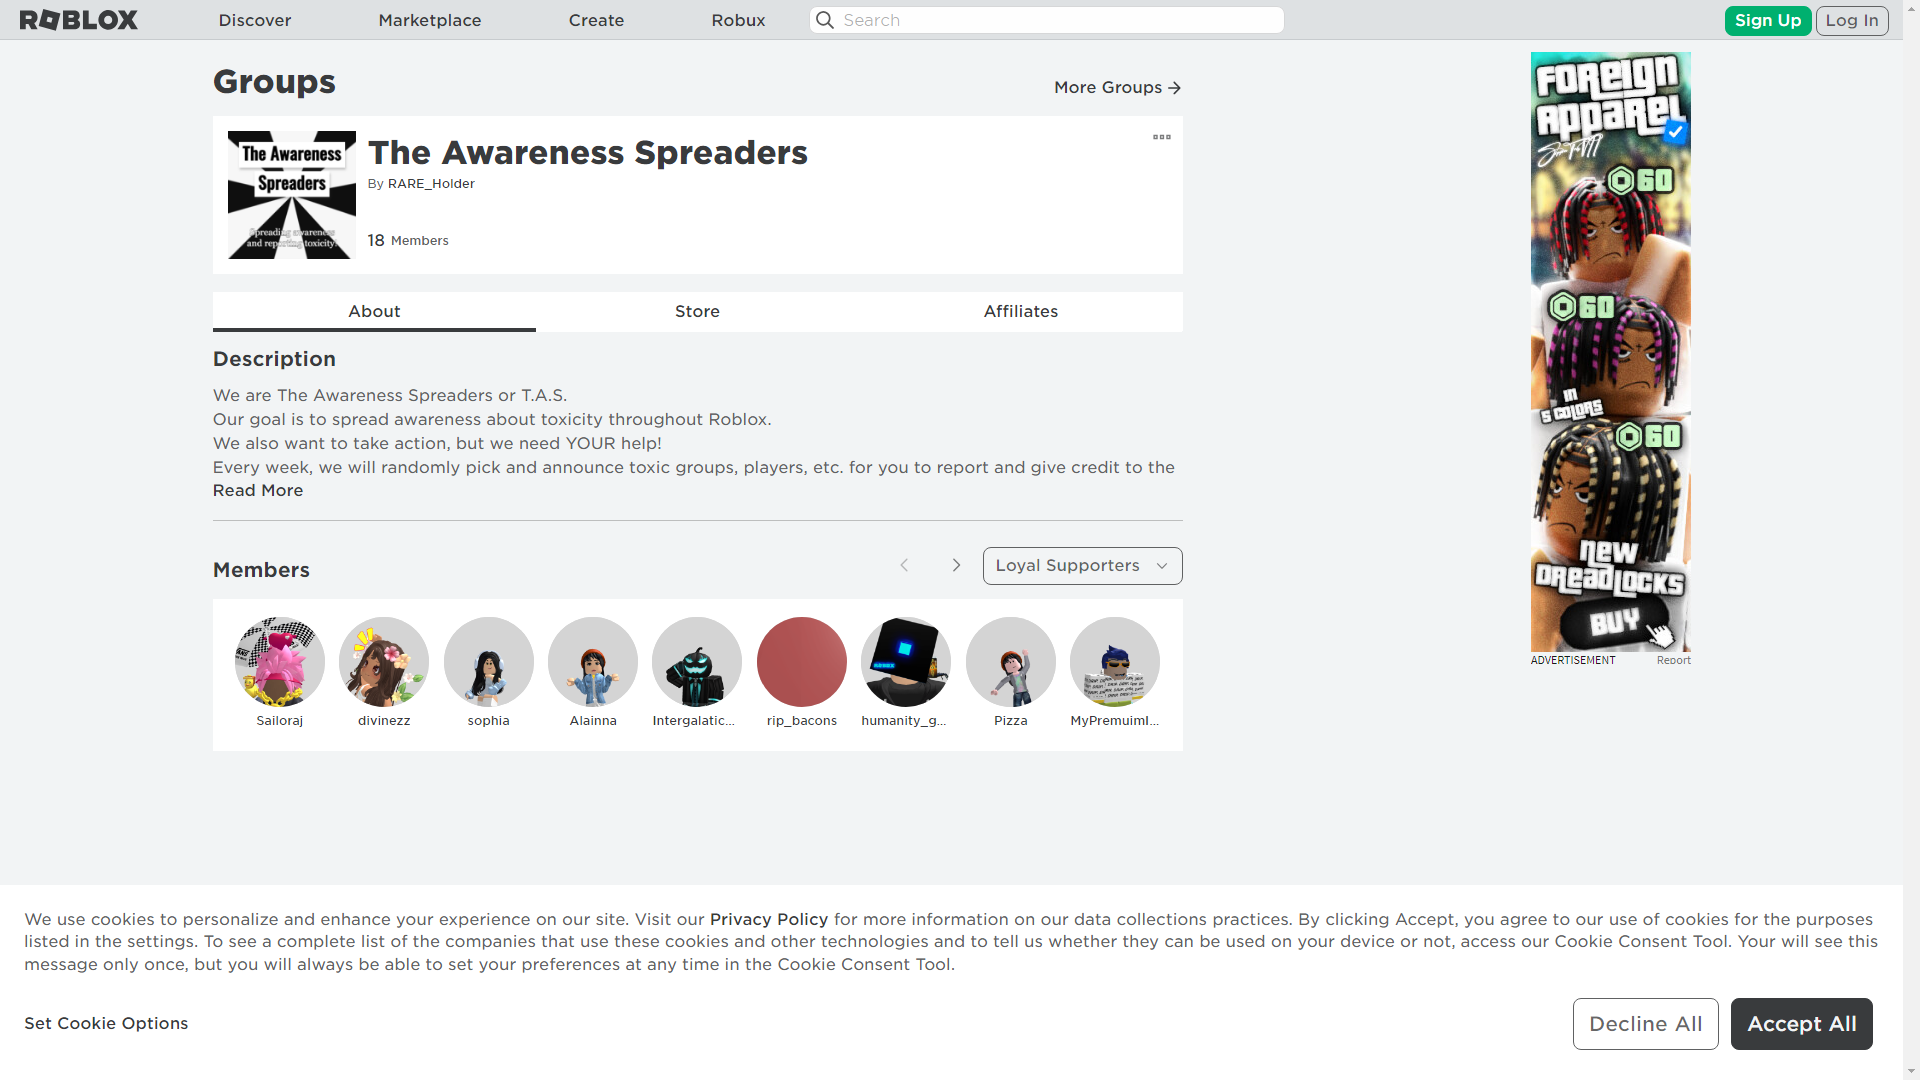 ROBLOX
Discover
Marketplace
Create
Robux
Search
Sign Up
Log In
Groups
More Groups
The Awareness
Spreaders
Spreading awareness
and reporting toxicity!
The Awareness Spreaders
By RARE_Holder
18 Members
About
Store
Affiliates
Description
We are The Awareness Spreaders or T.A.S.
Our goal is to spread awareness about toxicity throughout Roblox.
We also want to take action, but we need YOUR help!
Every week, we will randomly pick and announce toxic groups, players, etc. for you to report and give credit to the
Read More
Members
Loyal Supporters
Sailoraj
divinezz
sophia
Alainna
Intergalatic...
rip_bacons
humanity_g...
Pizza
MyPremuimI...
Foreign
Apparel
60
60
in
5 colors
60
new
Dreadlocks
BUY
ADVERTISEMENT
Report
We use cookies to personalize and enhance your experience on our site. Visit our Privacy Policy for more information on our data collections practices. By clicking Accept, you agree to our use of cookies for the purposes
listed in the settings. To see a complete list of the companies that use these cookies and other technologies and to tell us whether they can be used on your device or not, access our Cookie Consent Tool. Your will see this
message only once, but you will always be able to set your preferences at any time in the Cookie Consent Tool.
Set Cookie Options
Decline All
Accept All